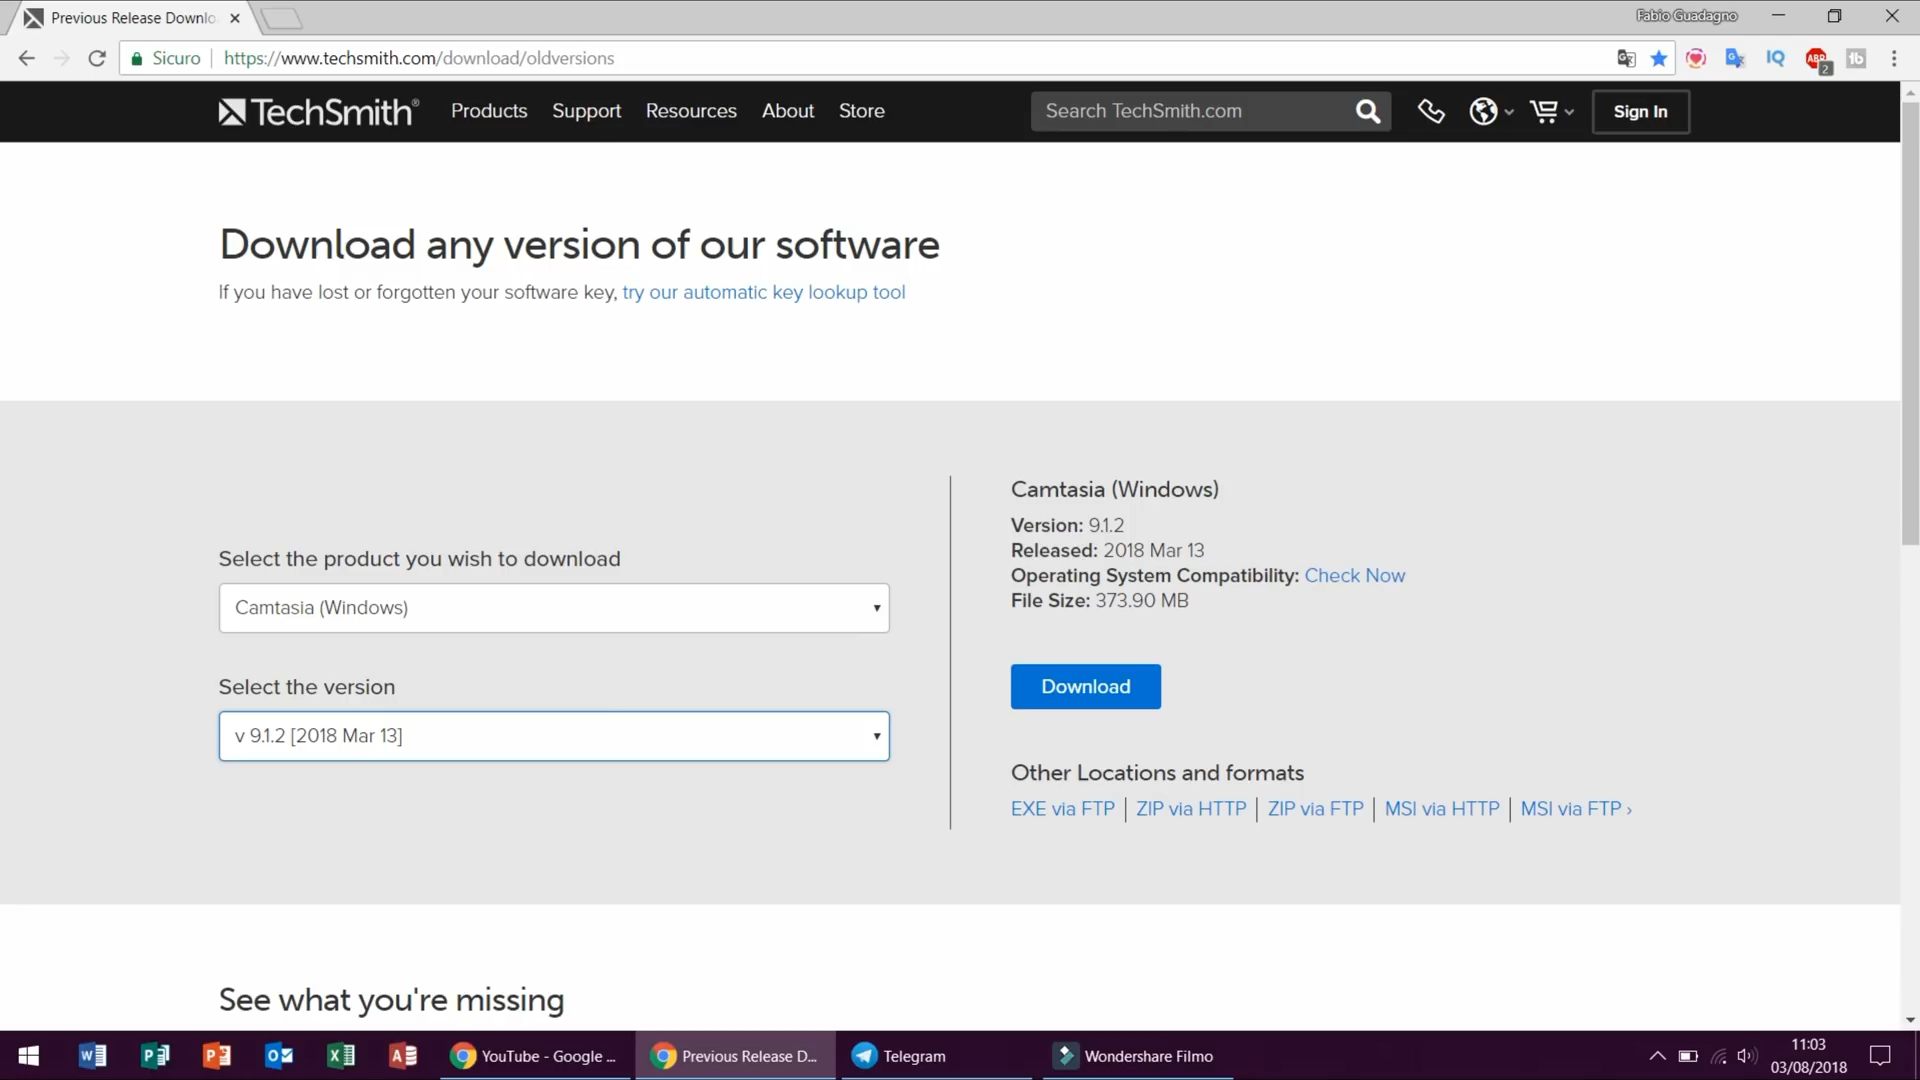 Previous Release Downlo
Fabio Guadagno
Sicuro
https://www.techsmith.com/download/oldversions
ABP
2
IQ
tb
TechSmith®
Products
Support
Resources
About
Store
Search TechSmith.com
Sign In
Download any version of our software
If you have lost or forgotten your software key, try our automatic key lookup tool
Select the product you wish to download
Camtasia (Windows)
Select the version
v 9.1.2 [2018 Mar 13]
Camtasia (Windows)
Version: 9.1.2
Released: 2018 Mar 13
Operating System Compatibility: Check Now
File Size: 373.90 MB
Download
Other Locations and formats
EXE via FTP | ZIP via HTTP | ZIP via FTP | MSI via HTTP | MSI via FTP ›
See what you're missing
YouTube - Google ...
Previous Release D...
Telegram
Wondershare Filmo
11:03
03/08/2018